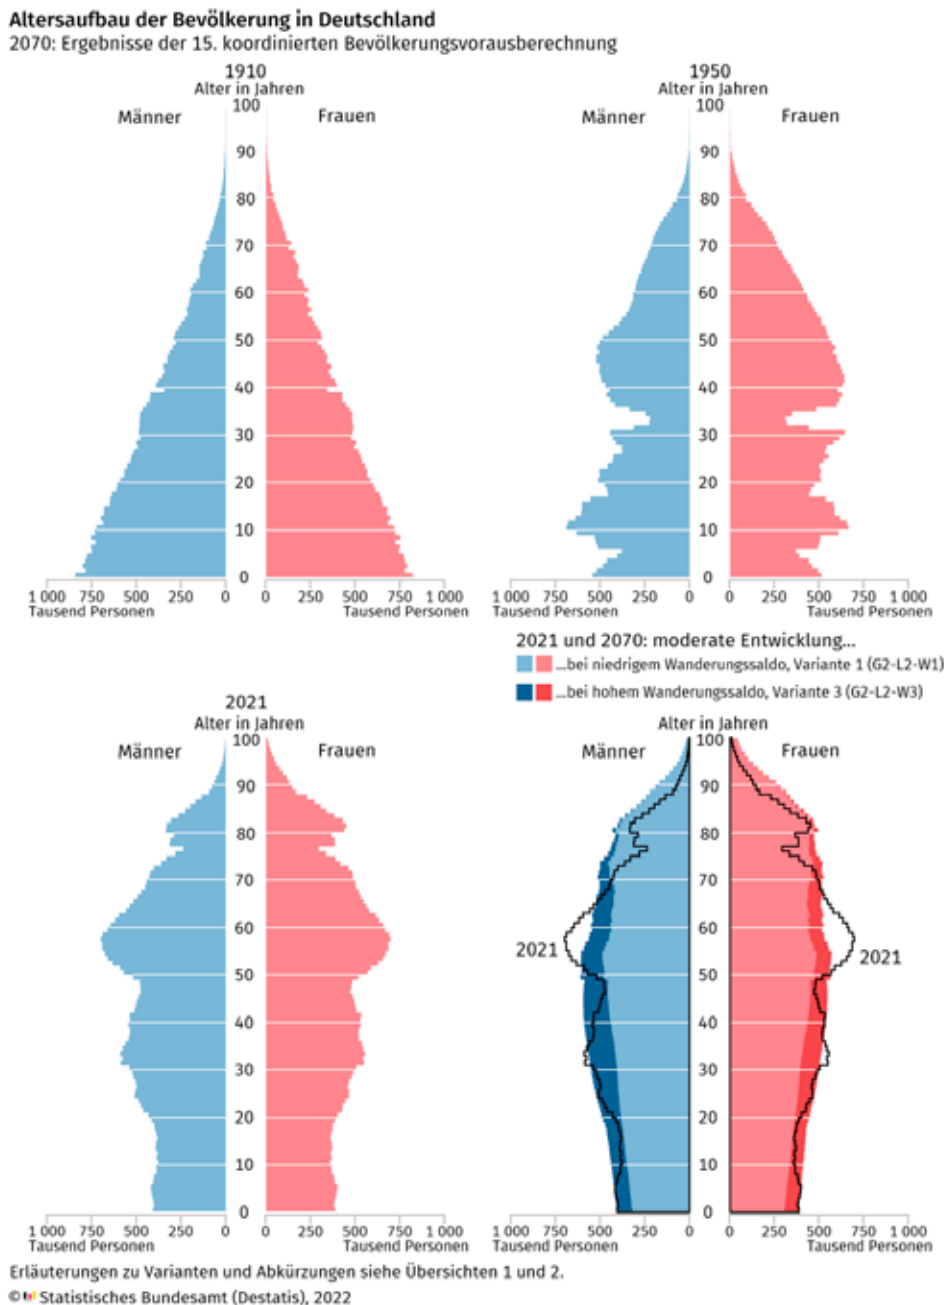 Altersaufbau der Bevölkerung in Deutschland
2070: Ergebnisse der 15. koordinierten Bevölkerungsvorausberechnung
1910
Alter in Jahren
Männer
Frauen
100
90
80
70
60
50
40
30
20
10
0
1 000 750 500 250 0
0 250 500 750 1 000
Tausend Personen
Tausend Personen
1950
Alter in Jahren
Männer
Frauen
100
90
80
70
60
50
40
30
20
10
0
1 000 750 500 250 0
0 250 500 750 1 000
Tausend Personen
Tausend Personen
2021 und 2070: moderate Entwicklung...
...bei niedrigem Wanderungssaldo, Variante 1 (G2-L2-W1)
...bei hohem Wanderungssaldo, Variante 3 (G2-L2-W3)
2021
Alter in Jahren
Männer
Frauen
100
90
80
70
60
50
40
30
20
10
0
1 000 750 500 250 0
0 250 500 750 1 000
Tausend Personen
Tausend Personen
Alter in Jahren
Männer
Frauen
100
90
80
70
60
2021
2021
50
40
30
20
10
0
1 000 750 500 250 0
0 250 500 750 1 000
Tausend Personen
Tausend Personen
Erläuterungen zu Varianten und Abkürzungen siehe Übersichten 1 und 2.
© Statistisches Bundesamt (Destatis), 2022